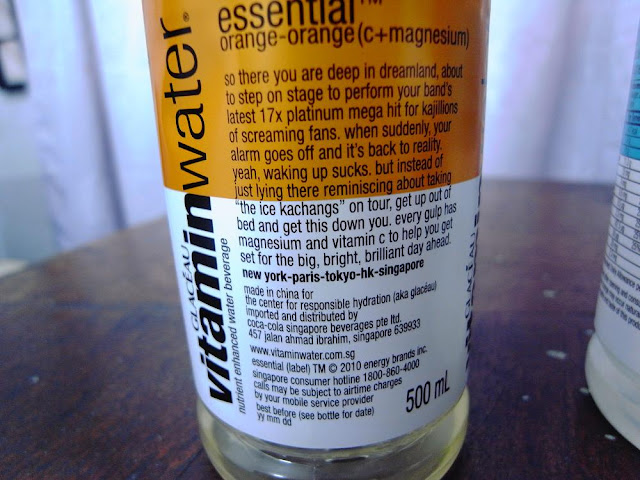 essential™
orange-orange (c+magnesium)
so there you are deep in dreamland, about
to step on stage to perform your band's
latest 17x platinum mega hit for kajillions
of screaming fans. when suddenly, your
alarm goes off and it's back to reality.
yeah, waking up sucks. but instead of
just lying there reminiscing about taking
"the ice kachangs" on tour, get up out of
bed and get this down you. every gulp has
magnesium and vitamin c to help you get
set for the big, bright, brilliant day ahead.
new york-paris-tokyo-hk-singapore
made in china for
the center for responsible hydration (aka glacéau)
imported and distributed by
coca-cola singapore beverages pte ltd.
457 jalan ahmad ibrahim, singapore 639933
www.vitaminwater.com.sg
essential (label) TM © 2010 energy brands inc.
singapore consumer hotline 1800-860-4000
calls may be subject to airtime charges
by your mobile service provider
best before (see bottle for date)
yy mm dd
500 mL
GLACÉAU
vitaminwater®
nutrient enhanced water beverage